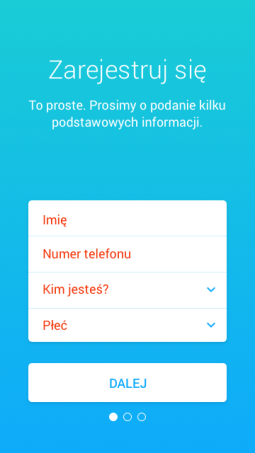 Zarejestruj się
To proste. Prosimy o podanie kilku
podstawowych informacji.
Imię
Numer telefonu
Kim jesteś?
Płeć
DALEJ